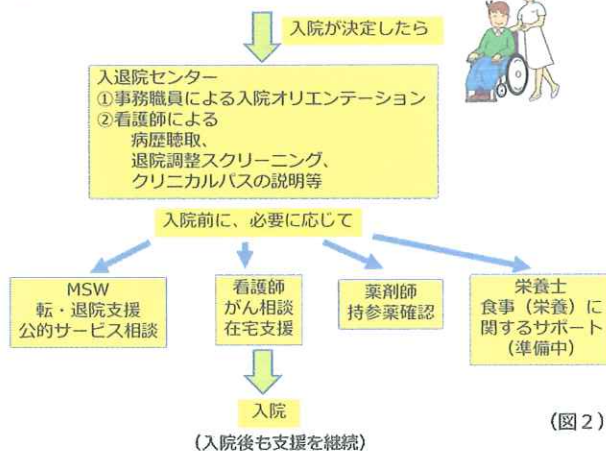 入院が決定したら
入退院センター
①事務職員による入院オリエンテーション
②看護師による
病歴聴取、
退院調整スクリーニング、
クリニカルパスの説明等
入院前に、必要に応じて
MSW
転・退院支援
公的サービス相談
看護師
がん相談
在宅支援
薬剤師
持参薬確認
栄養士
食事（栄養）に
関するサポート
(準備中)
入院
(入院後も支援を継続)
(図２)